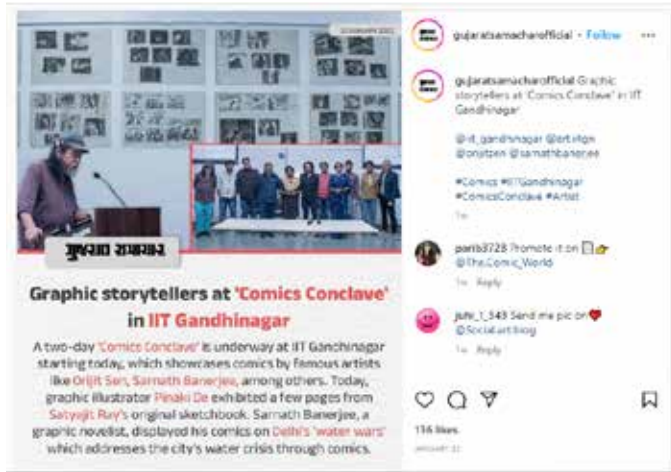 gujaratsamacharofficial • Follow
ગુજરાત સમાચાર
Graphic storytellers at 'Comics Conclave'
in IIT Gandhinagar
A two-day 'Comics Conclave' is underway at IIT Gandhinagar
starting today, which showcases comics by famous artists
like Orijit Sen, Sarnath Banerjee, among others. Today,
graphic illustrator Pinaki De exhibited a few pages from
Satyajit Ray's original sketchbook. Sarnath Banerjee, a
graphic novelist, displayed his comics on Delhi's 'water wars'
which addresses the city's water crisis through comics.
gujaratsamacharofficial Graphic
storytellers at 'Comics Conclave' in IIT
Gandhinagar
@iit_gandhinagar
@orijitsen @sarnathbanerjee
#Comics #IITGandhinagar
#ComicsConclave #Artist
1w
parib3728 Promote it on
@The.Comic_World
1w Reply
Send me pic on
@Social.art.blog
1w Reply
116 likes